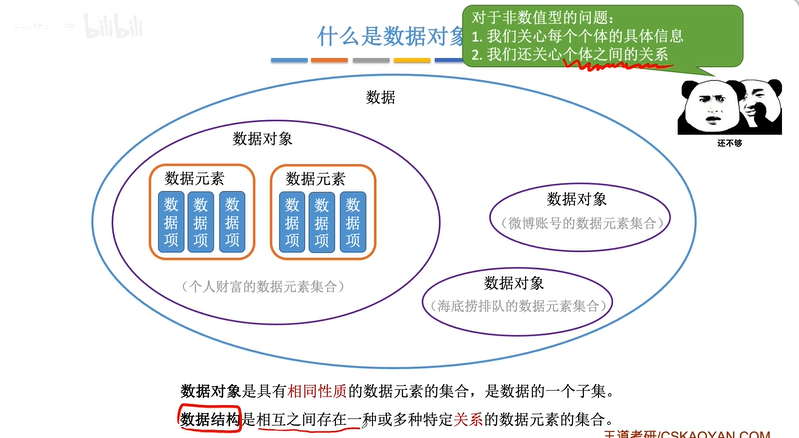 bilibili
什么是数据对象
对于非数值型的问题：
1. 我们关心每个个体的具体信息
2. 我们还关心个体之间的关系
还不够
数据
数据对象
数据元素
数据项
数据项
数据项
数据元素
数据项
数据项
数据项
（个人财富的数据元素集合）
数据对象
（微博账号的数据元素集合）
数据对象
（海底捞排队的数据元素集合）
数据对象是具有相同性质的数据元素的集合，是数据的一个子集。
数据结构是相互之间存在一种或多种特定关系的数据元素的集合。
王道考研/CSKAOYAN.COM